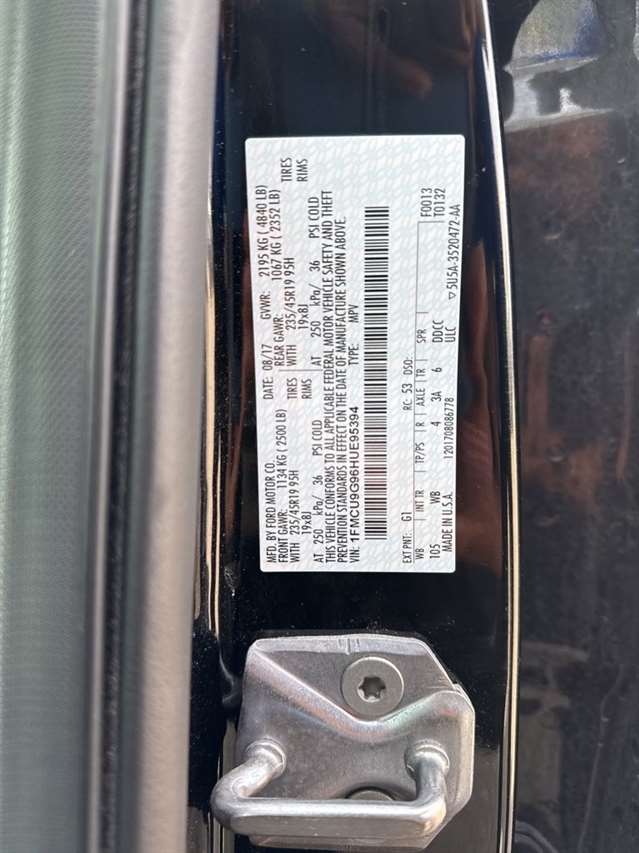 MFD. BY FORD MOTOR CO. DATE: 08/17 GVWR: 2195 KG ( 4840 LB)
FRONT GAWR: 1134 KG ( 2500 LB) REAR GAWR: 1067 KG ( 2352 LB)
WITH 235/45R19 95H TIRES WITH 235/45R19 95H TIRES
19x8J RIMS 19x8J RIMS
AT 250 kPa/ 36 PSI COLD AT 250 kPa/ 36 PSI COLD
THIS VEHICLE CONFORMS TO ALL APPLICABLE FEDERAL MOTOR VEHICLE SAFETY AND THEFT
PREVENTION STANDARDS IN EFFECT ON THE DATE OF MANUFACTURE SHOWN ABOVE.
VIN: 1FMCU9G96HUE95394 TYPE: MPV
EXT PNT: G1 RC: 53 DSO: F0013
WB INT TR TP/PS R AXLE TR SPR T0132
105 WB 4 3A 6 DDCC
MADE IN U.S.A. 1201708086778 ULC ▽5U5A-3520472-AA